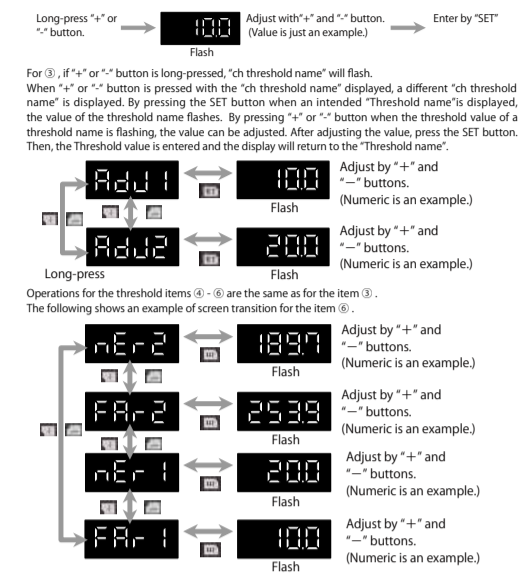 Long-press "+" or "-" button.
10.0
Flash
Adjust with"+" and "-" button. (Value is just an example.)
Enter by "SET"
For ③ , if "+" or "-" button is long-pressed, "ch threshold name" will flash.
When "+" or "-" button is pressed with the "ch threshold name" displayed, a different "ch threshold
name" is displayed. By pressing the SET button when an intended "Threshold name"is displayed,
the value of the threshold name flashes. By pressing "+" or "-" button when the threshold value of a
threshold name is flashing, the value can be adjusted. After adjusting the value, press the SET button.
Then, the Threshold value is entered and the display will return to the "Threshold name".
AdJ1
10.0
Flash
Adjust by "+" and
"−" buttons.
(Numeric is an example.)
AdJ2
20.0
Flash
Adjust by "+" and
"−" buttons.
(Numeric is an example.)
Long-press
Operations for the threshold items ④ - ⑥ are the same as for the item ③ .
The following shows an example of screen transition for the item ⑥ .
nEr2
189.7
Flash
Adjust by "+" and
"−" buttons.
(Numeric is an example.)
FAr2
253.9
Flash
Adjust by "+" and
"−" buttons.
(Numeric is an example.)
nEr1
20.0
Flash
Adjust by "+" and
"−" buttons.
(Numeric is an example.)
FAr1
10.0
Flash
Adjust by "+" and
"−" buttons.
(Numeric is an example.)